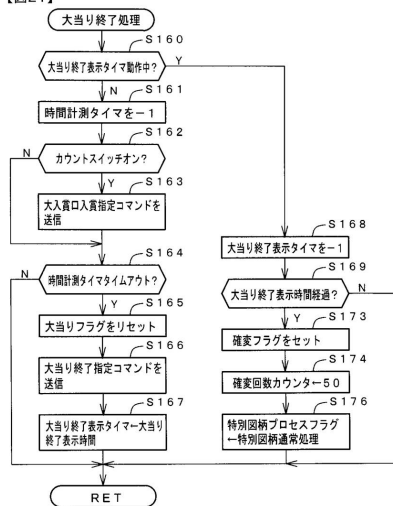 【図21】
大当り終了処理
S160
大当り終了表示タイマ動作中？
Y
N
S161
時間計測タイマを－1
S162
カウントスイッチオン？
N
Y
S163
大入賞口入賞指定コマンドを
送信
S164
時間計測タイマタイムアウト？
N
Y
S165
大当りフラグをリセット
S166
大当り終了指定コマンドを
送信
S167
大当り終了表示タイマ←大当り
終了表示時間
S168
大当り終了表示タイマを－1
S169
大当り終了表示時間経過？
N
Y
S173
確変フラグをセット
S174
確変回数カウンタ←50
S176
特別図柄プロセスフラグ
←特別図柄通常処理
RET